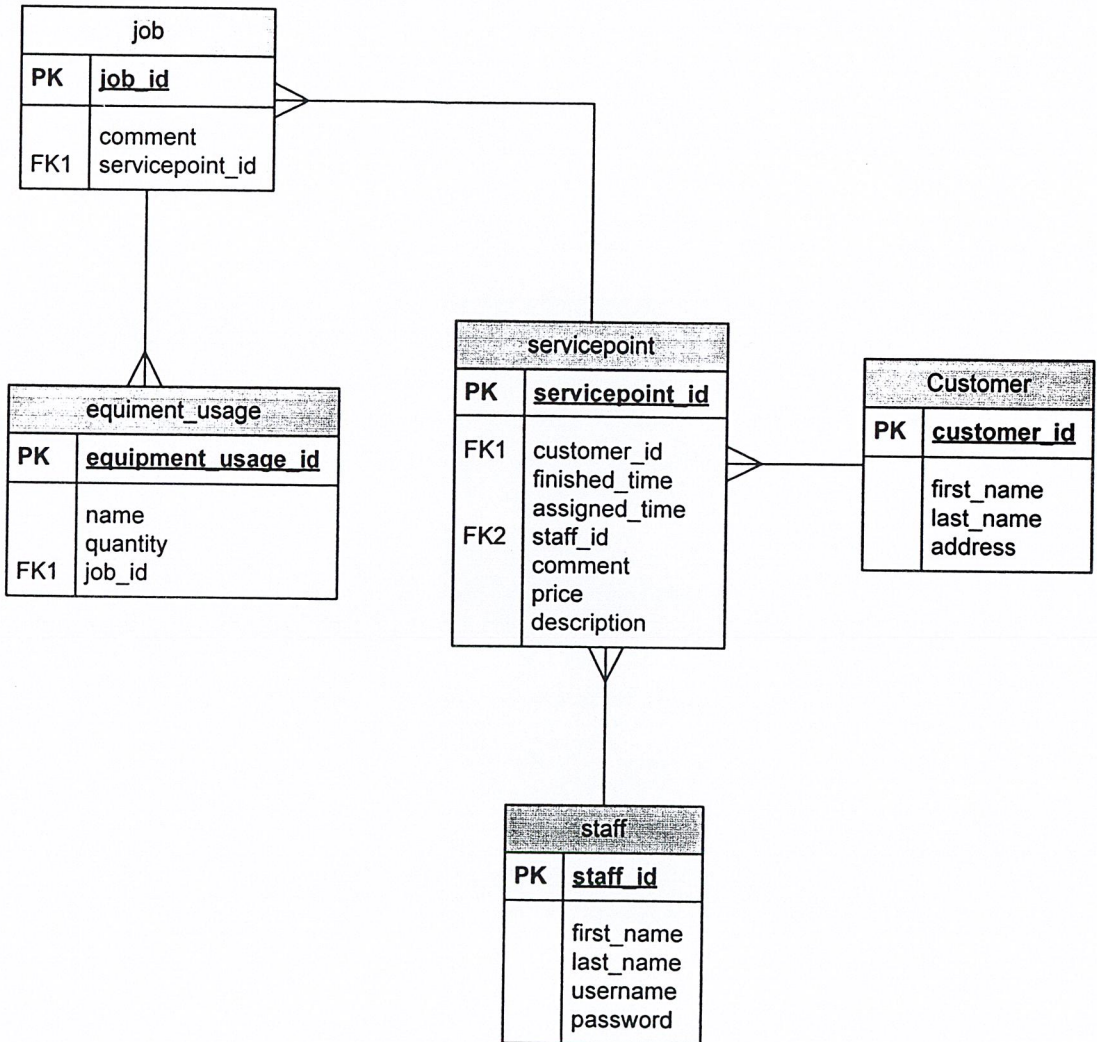 job
PK job_id
comment
FK1 servicepoint_id
equiment_usage
PK equipment_usage_id
name
quantity
FK1 job_id
servicepoint
PK servicepoint_id
FK1 customer_id
finished_time
assigned_time
FK2 staff_id
comment
price
description
Customer
PK customer_id
first_name
last_name
address
staff
PK staff_id
first_name
last_name
username
password